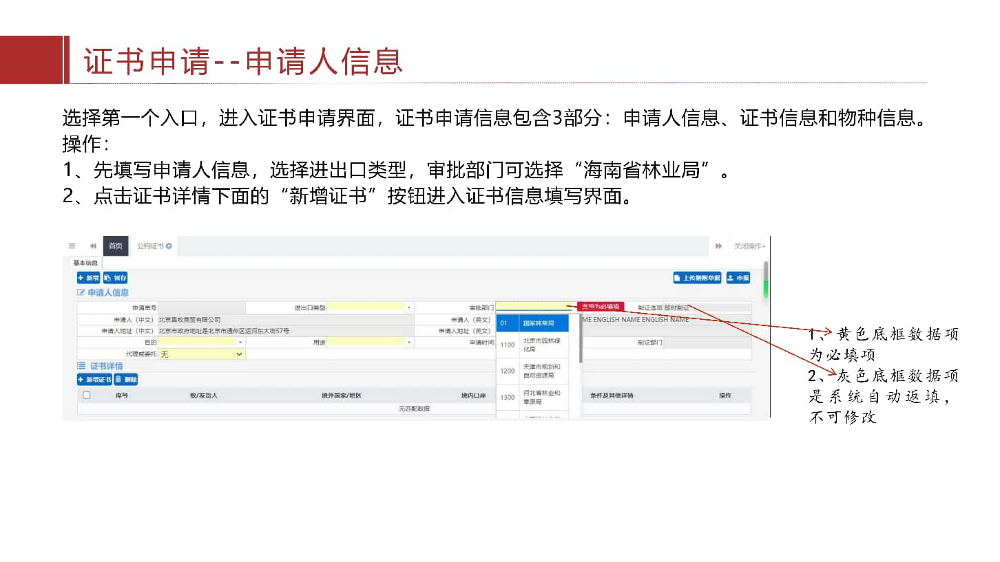 证书申请--申请人信息
选择第一个入口，进入证书申请界面，证书申请信息包含3部分：申请人信息、证书信息和物种信息。
操作：
1、先填写申请人信息，选择进出口类型，审批部门可选择“海南省林业局”。
2、点击证书详情下面的“新增证书”按钮进入证书信息填写界面。
首页 公约证书 关闭操作
基本信息
新增 暂存 上传随附单据 申报
申请人信息
申请单号 进出口类型 审批部门 此项为必填项 制证选项 即时制证
申请人（中文） 北京晨牧商贸有限公司 申请人（英文） ME ENGLISH NAME ENGLISH NAME
申请人地址（中文） 北京市政府地址是北京市通州区运河东大街57号 申请人地址（英文）
目的 用途 申请时间 制证部门
代理或委托 无
01 国家林草局
1100 北京市园林绿
化局
1200 天津市规划和
自然资源局
1300 河北省林业和
草原局
证书详情
新增证书 删除
序号 收/发货人 境外国家/地区 境内口岸 条件及其他详情 操作
无匹配数据
1、黄色底框数据项
为必填项
2、灰色底框数据项
是系统自动返填，
不可修改